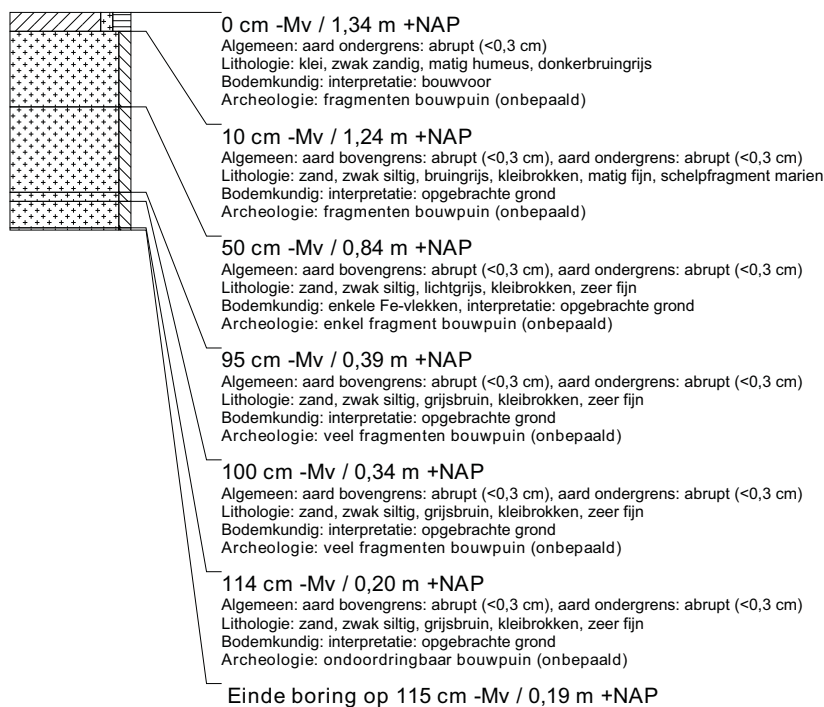 0 cm -Mv / 1,34 m +NAP
Algemeen: aard ondergrens: abrupt (<0,3 cm)
Lithologie: klei, zwak zandig, matig humeus, donkerbruingrijs
Bodemkundig: interpretatie: bouwvoor
Archeologie: fragmenten bouwpuin (onbepaald)
10 cm -Mv / 1,24 m +NAP
Algemeen: aard bovengrens: abrupt (<0,3 cm), aard ondergrens: abrupt (<0,3 cm)
Lithologie: zand, zwak siltig, bruingrijs, kleibrokken, matig fijn, schelpfragment marien
Bodemkundig: interpretatie: opgebrachte grond
Archeologie: fragmenten bouwpuin (onbepaald)
50 cm -Mv / 0,84 m +NAP
Algemeen: aard bovengrens: abrupt (<0,3 cm), aard ondergrens: abrupt (<0,3 cm)
Lithologie: zand, zwak siltig, lichtgrijs, kleibrokken, zeer fijn
Bodemkundig: enkele Fe-vlekken, interpretatie: opgebrachte grond
Archeologie: enkel fragment bouwpuin (onbepaald)
95 cm -Mv / 0,39 m +NAP
Algemeen: aard bovengrens: abrupt (<0,3 cm), aard ondergrens: abrupt (<0,3 cm)
Lithologie: zand, zwak siltig, grijsbruin, kleibrokken, zeer fijn
Bodemkundig: interpretatie: opgebrachte grond
Archeologie: veel fragmenten bouwpuin (onbepaald)
100 cm -Mv / 0,34 m +NAP
Algemeen: aard bovengrens: abrupt (<0,3 cm), aard ondergrens: abrupt (<0,3 cm)
Lithologie: zand, zwak siltig, grijsbruin, kleibrokken, zeer fijn
Bodemkundig: interpretatie: opgebrachte grond
Archeologie: veel fragmenten bouwpuin (onbepaald)
114 cm -Mv / 0,20 m +NAP
Algemeen: aard bovengrens: abrupt (<0,3 cm), aard ondergrens: abrupt (<0,3 cm)
Lithologie: zand, zwak siltig, grijsbruin, kleibrokken, zeer fijn
Bodemkundig: interpretatie: opgebrachte grond
Archeologie: ondoordringbaar bouwpuin (onbepaald)
Einde boring op 115 cm -Mv / 0,19 m +NAP